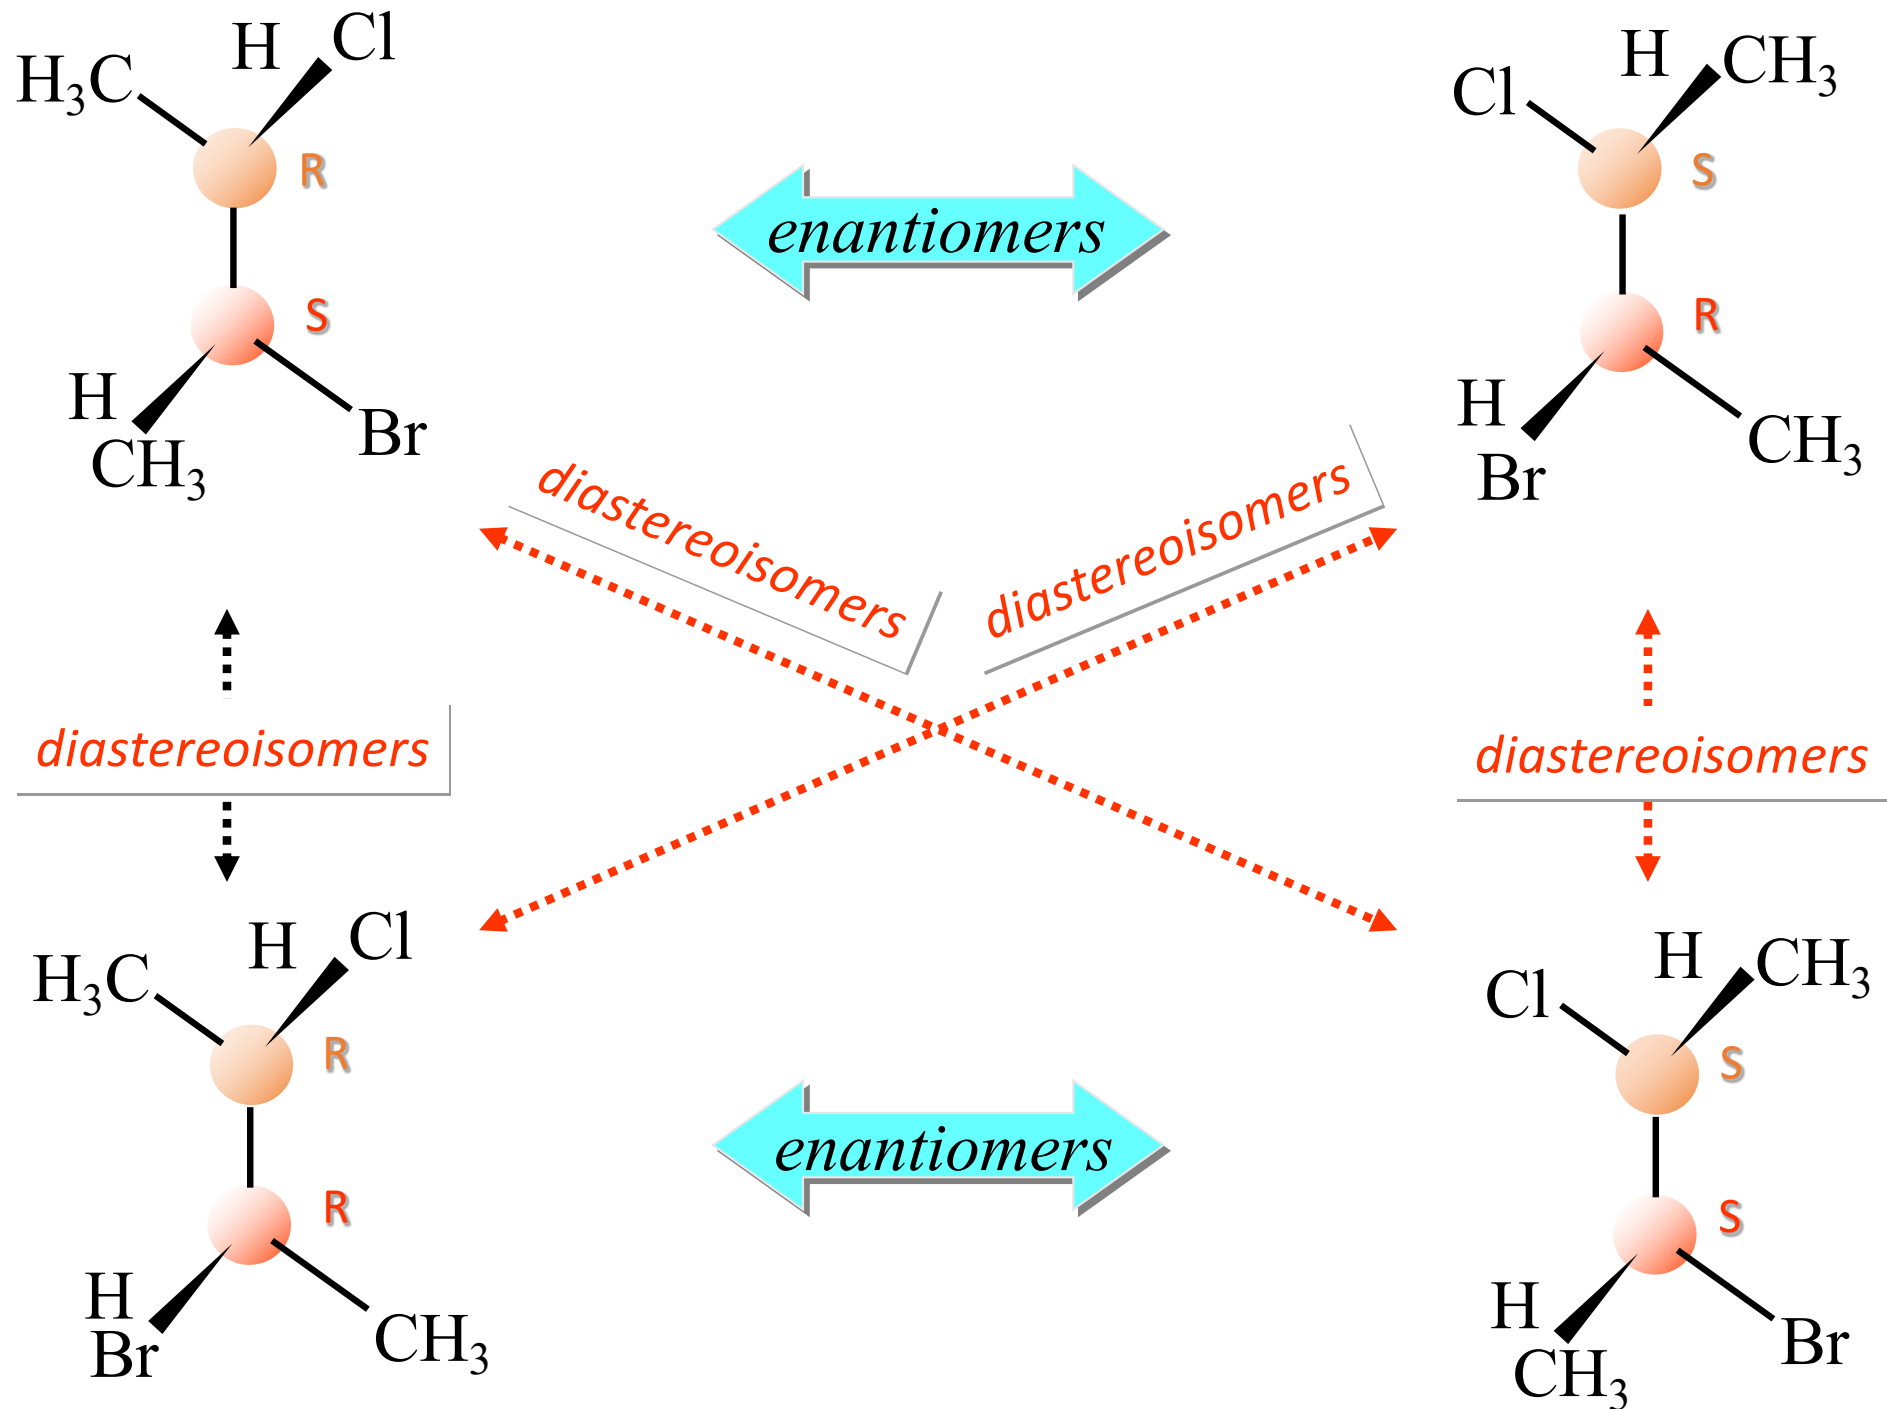 H Cl
H₃C
R
S
H
CH₃
Br
enantiomers
H CH₃
Cl
S
R
H
Br
CH₃
diastereoisomers
diastereoisomers
diastereoisomers
diastereoisomers
H Cl
H₃C
R
R
H
Br
CH₃
enantiomers
H CH₃
Cl
S
S
H
CH₃
Br